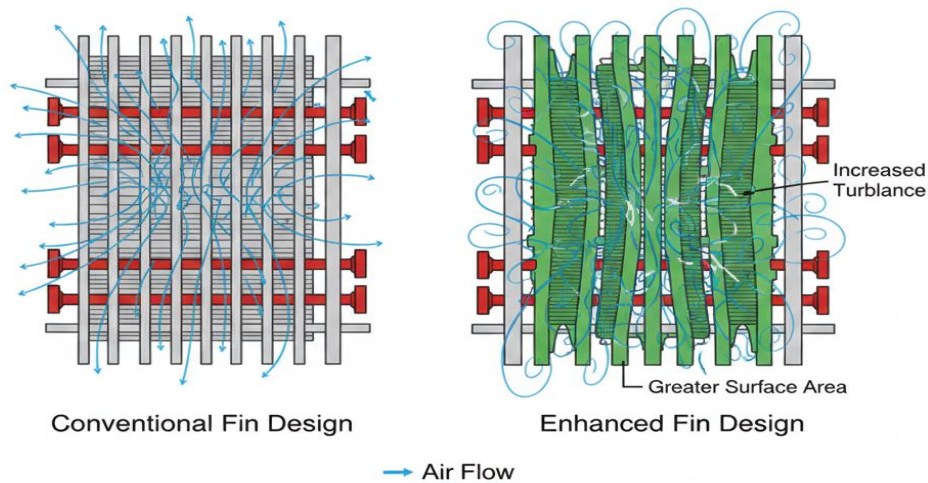 Increased
Turblance
Greater Surface Area
Conventional Fin Design
Enhanced Fin Design
Air Flow